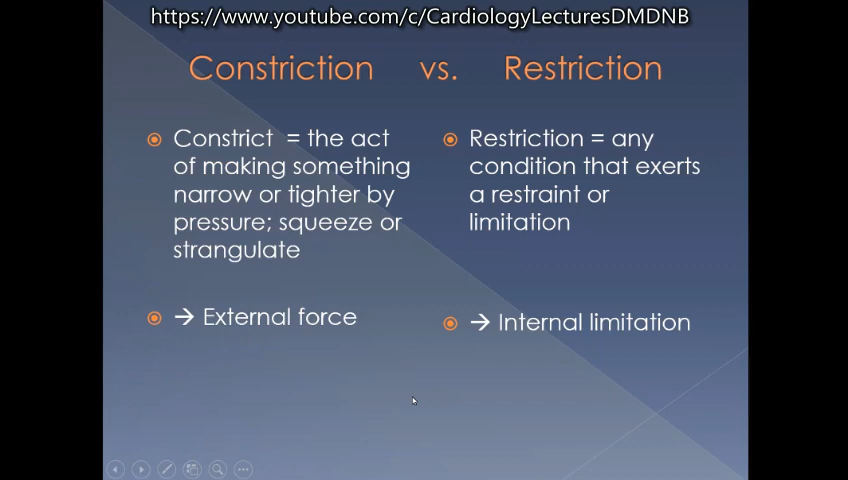 https://www.youtube.com/c/CardiologyLecturesDMDNB
Constriction vs. Restriction
Constrict = the act
of making something
narrow or tighter by
pressure; squeeze or
strangulate
→ External force
Restriction = any
condition that exerts
a restraint or
limitation
→ Internal limitation